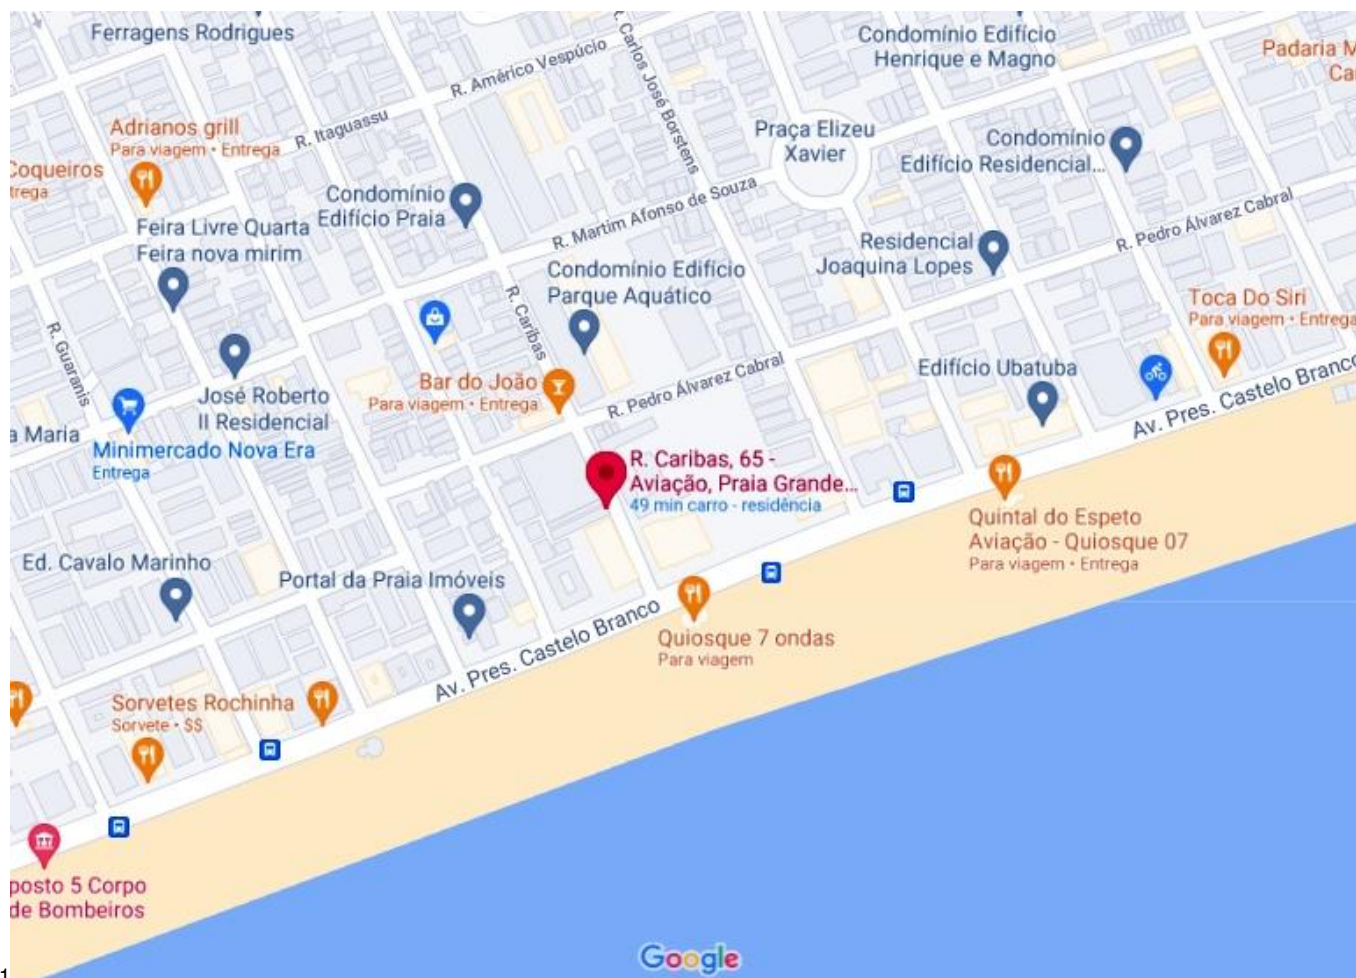 Ferragens Rodrigues
Condomínio Edifício
Henrique e Magno
Padaria M
Ca
R. Américo Vespúcio
R. Carlos José Borstens
R. Itaguassu
Adrianos grill
Para viagem • Entrega
Coqueiros
trega
Praça Elizeu
Xavier
Condomínio
Edifício Residencial...
Condomínio
Edifício Praia
R. Martim Afonso de Souza
R. Pedro Álvarez Cabral
Feira Livre Quarta
Feira nova mirim
Residencial
Joaquina Lopes
Condomínio Edifício
Parque Aquático
Toca Do Siri
Para viagem • Entrega
R. Caribas
R. Guaranis
Edifício Ubatuba
Av. Pres. Castelo Branco
Bar do João
Para viagem • Entrega
R. Pedro Álvarez Cabral
José Roberto
II Residencial
a Maria
Minimercado Nova Era
Entrega
R. Caribas, 65 -
Aviação, Praia Grande...
49 min carro - residência
Quintal do Espeto
Aviação - Quiosque 07
Para viagem • Entrega
Ed. Cavalo Marinho
Portal da Praia Imóveis
Av. Pres. Castelo Branco
Quiosque 7 ondas
Para viagem
Sorvetes Rochinha
Sorvete • $$
posto 5 Corpo
de Bombeiros
Google
1